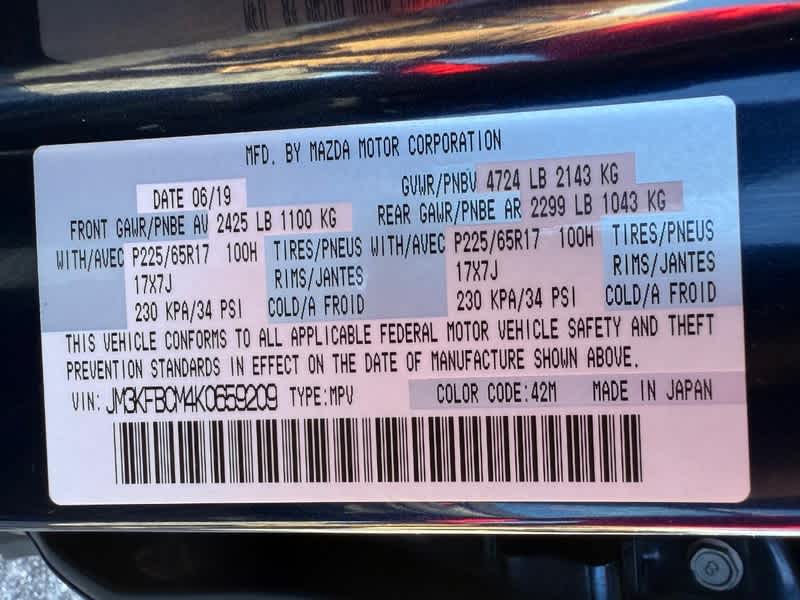 MFD. BY MAZDA MOTOR CORPORATION
DATE 06/19
GVWR/PNBV 4724 LB 2143 KG
FRONT GAWR/PNBE AV 2425 LB 1100 KG
REAR GAWR/PNBE AR 2299 LB 1043 KG
WITH/AVEC P225/65R17 100H TIRES/PNEUS WITH/AVEC P225/65R17 100H TIRES/PNEUS
17X7J RIMS/JANTES 17X7J RIMS/JANTES
230 KPA/34 PSI COLD/A FROID 230 KPA/34 PSI COLD/A FROID
THIS VEHICLE CONFORMS TO ALL APPLICABLE FEDERAL MOTOR VEHICLE SAFETY AND THEFT
PREVENTION STANDARDS IN EFFECT ON THE DATE OF MANUFACTURE SHOWN ABOVE.
VIN: JM3KFBCM4K0659209 TYPE:MPV COLOR CODE:42M MADE IN JAPAN